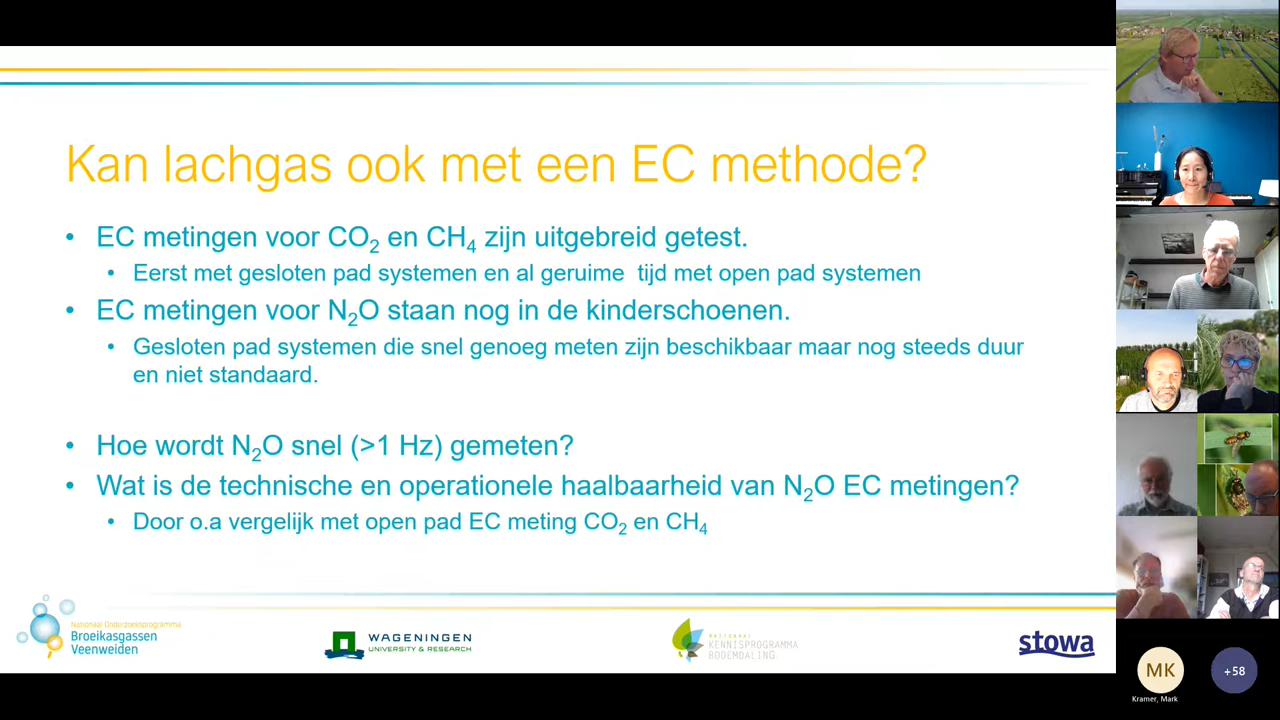 Kan lachgas ook met een EC methode?
• EC metingen voor CO₂ en CH₄ zijn uitgebreid getest.
• Eerst met gesloten pad systemen en al geruime tijd met open pad systemen
• EC metingen voor N₂O staan nog in de kinderschoenen.
• Gesloten pad systemen die snel genoeg meten zijn beschikbaar maar nog steeds duur
en niet standaard.
• Hoe wordt N₂O snel (>1 Hz) gemeten?
• Wat is de technische en operationele haalbaarheid van N₂O EC metingen?
• Door o.a vergelijk met open pad EC meting CO₂ en CH₄
Nationaal Onderzoeksprogramma
Broeikasgassen
Veenweiden
WAGENINGEN
UNIVERSITY & RESEARCH
NATIONAAL
KENNISPROGRAMMA
BODEMDALING
stowa
MK
Kramer, Mark
+58